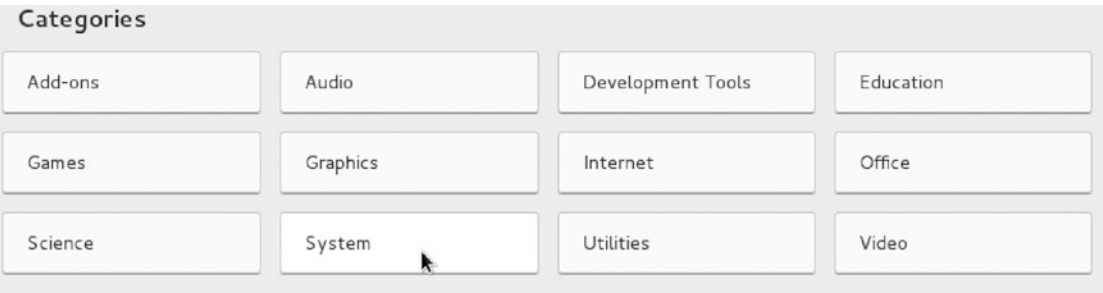 Categories
Add-ons Audio Development Tools Education
Games Graphics Internet Office
Science System Utilities Video